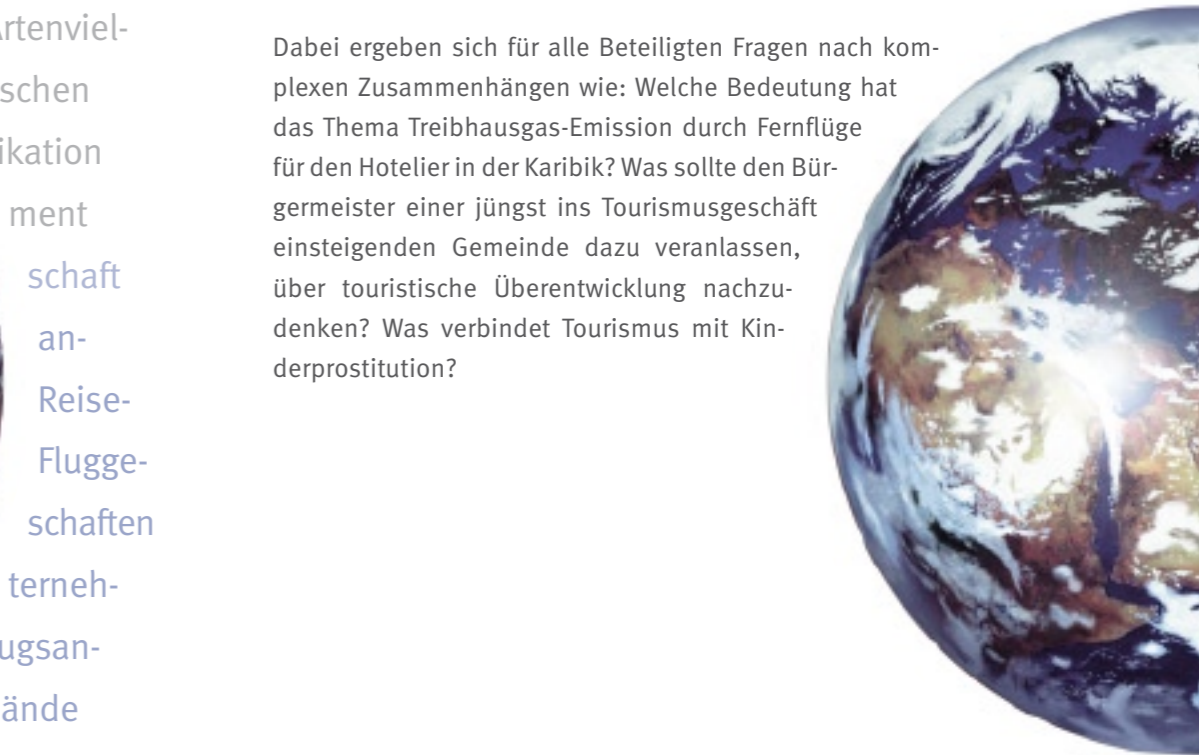 rtenviel-
schen
ikation
ment
schaft
an-
Reise-
Flugge-
schaften
terneh-
ugsan-
ände
Dabei ergeben sich für alle Beteiligten Fragen nach kom-
plexen Zusammenhängen wie: Welche Bedeutung hat
das Thema Treibhausgas-Emission durch Fernflüge
für den Hotelier in der Karibik? Was sollte den Bür-
germeister einer jüngst ins Tourismusgeschäft
einsteigenden Gemeinde dazu veranlassen,
über touristische Überentwicklung nachzu-
denken? Was verbindet Tourismus mit Kin-
derprostitution?